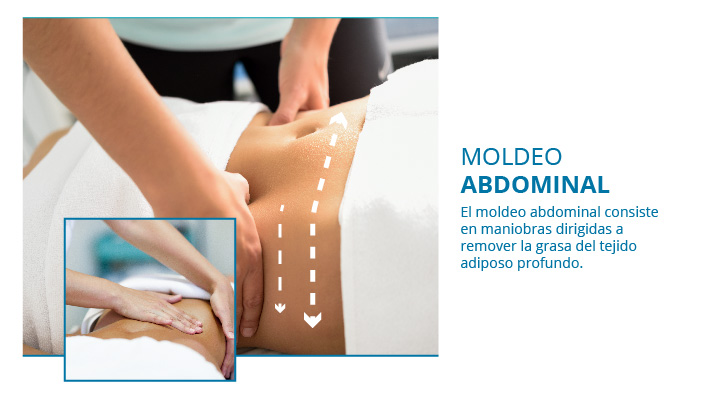 MOLDEO
ABDOMINAL
El moldeo abdominal consiste
en maniobras dirigidas a
remover la grasa del tejido
adiposo profundo.